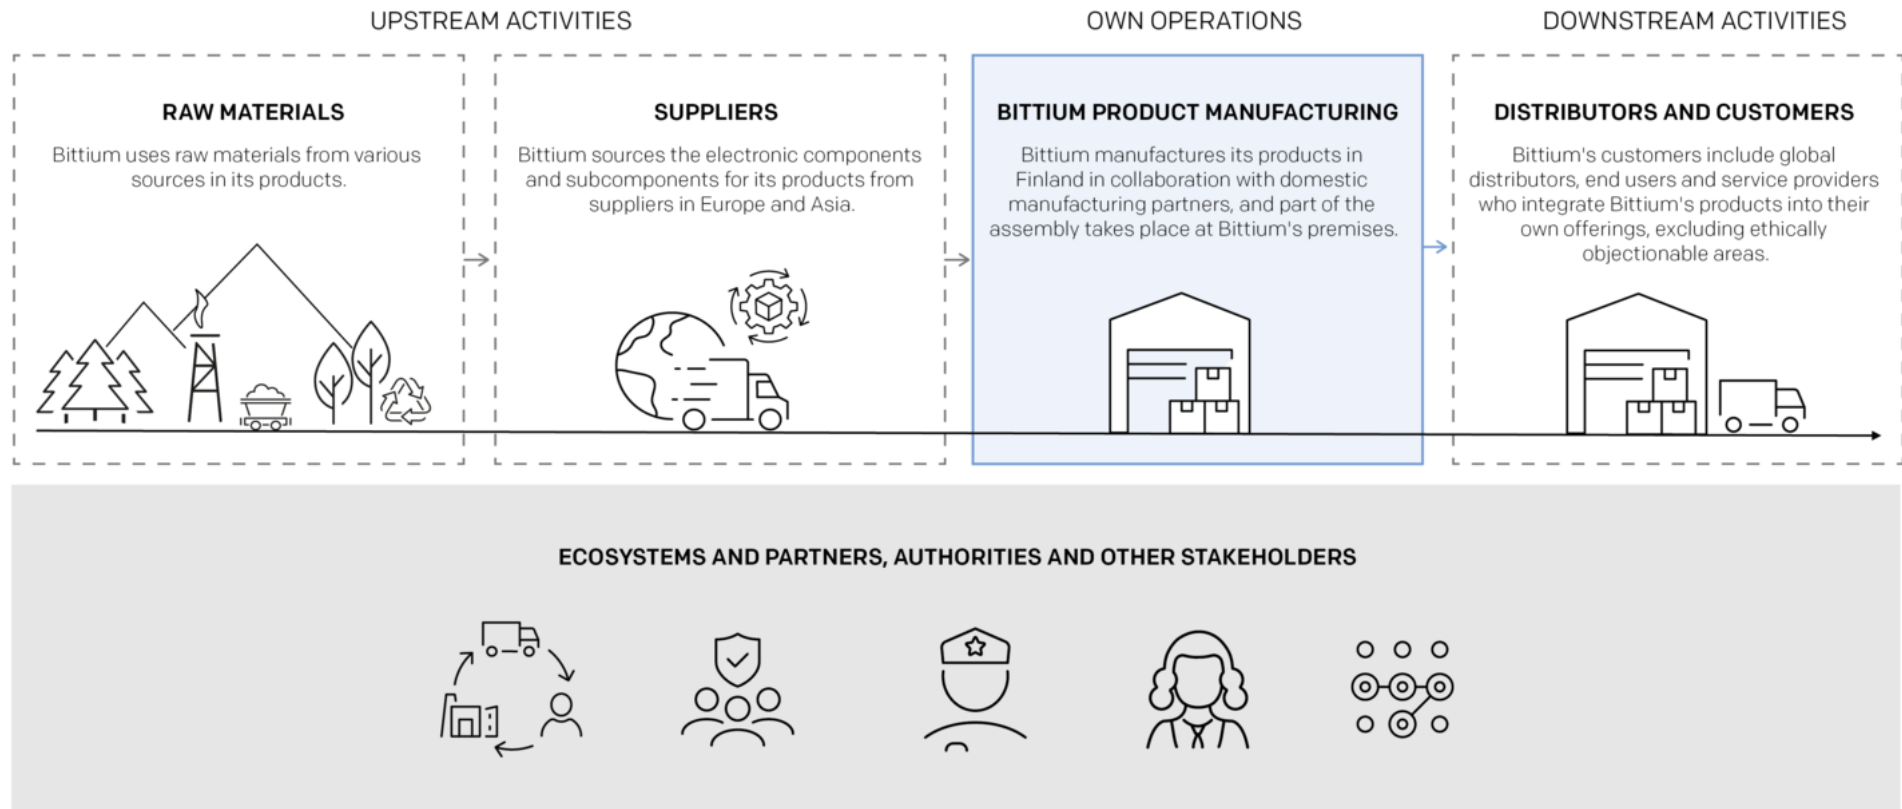 UPSTREAM ACTIVITIES
OWN OPERATIONS
DOWNSTREAM ACTIVITIES
RAW MATERIALS
Bittium uses raw materials from various
sources in its products.
SUPPLIERS
Bittium sources the electronic components
and subcomponents for its products from
suppliers in Europe and Asia.
BITTIUM PRODUCT MANUFACTURING
Bittium manufactures its products in
Finland in collaboration with domestic
manufacturing partners, and part of the
assembly takes place at Bittium's premises.
DISTRIBUTORS AND CUSTOMERS
Bittium's customers include global
distributors, end users and service providers
who integrate Bittium's products into their
own offerings, excluding ethically
objectionable areas.
ECOSYSTEMS AND PARTNERS, AUTHORITIES AND OTHER STAKEHOLDERS